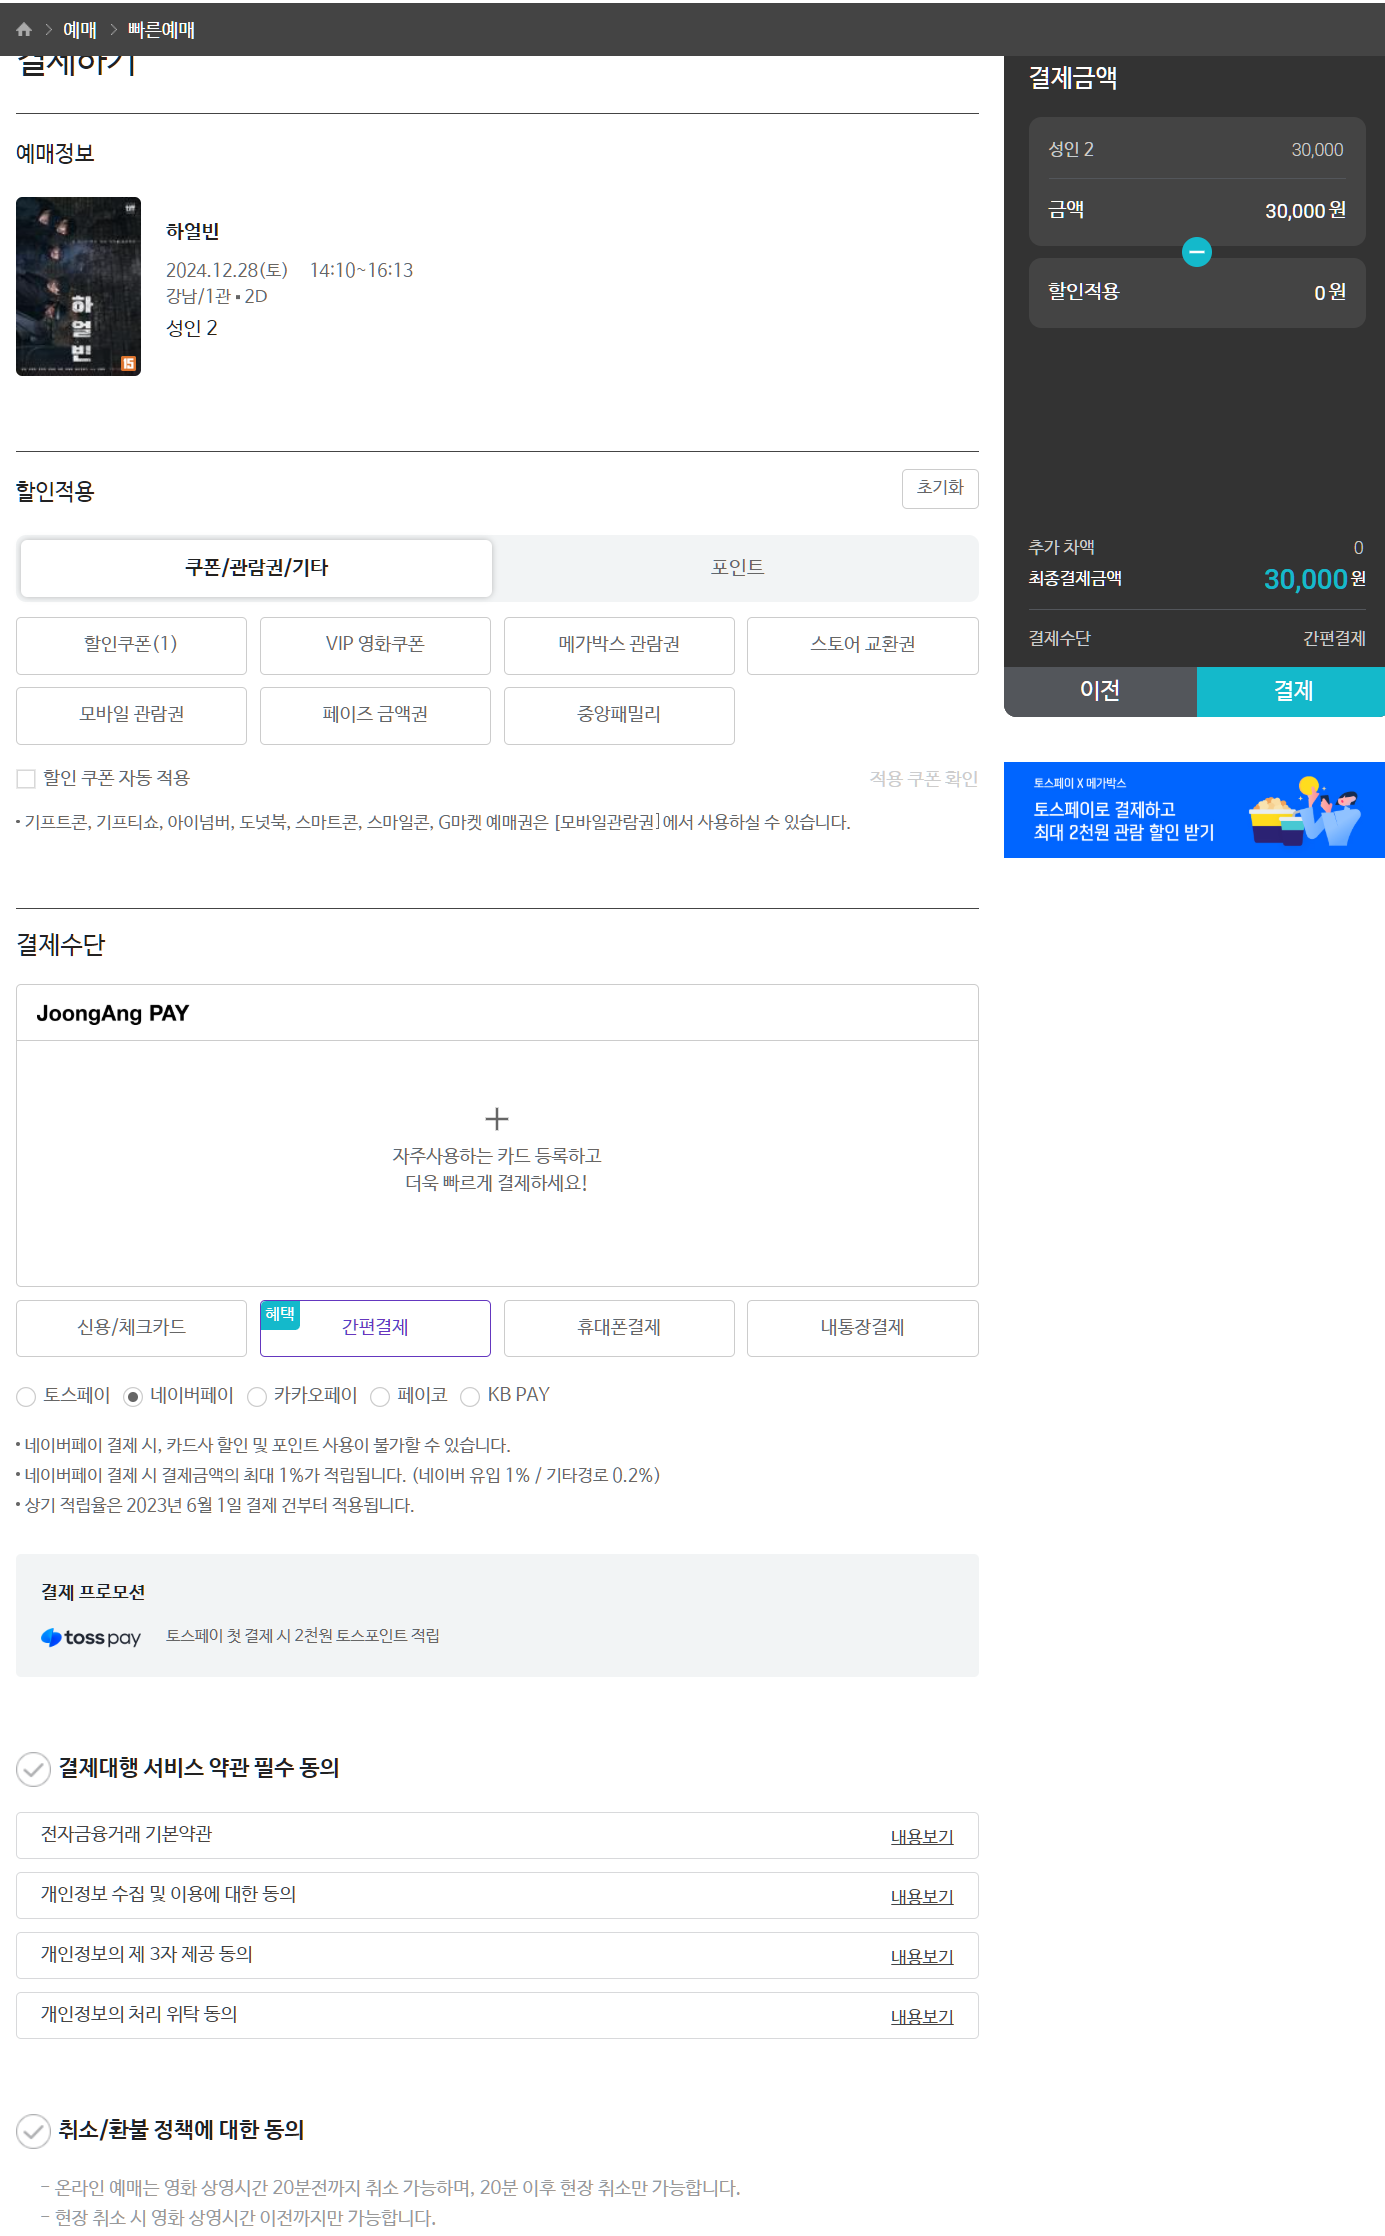 예매
빠른예매
결제하기
예매정보
하얼빈
15
하얼빈
2024.12.28(토) 14:10~16:13
강남/1관 • 2D
성인 2
할인적용
초기화
쿠폰/관람권/기타
포인트
할인쿠폰(1)
VIP 영화쿠폰
메가박스 관람권
스토어 교환권
모바일 관람권
페이즈 금액권
중앙패밀리
할인 쿠폰 자동 적용
적용 쿠폰 확인
• 기프트콘, 기프티쇼, 아이넘버, 도넛북, 스마트콘, 스마일콘, G마켓 예매권은 [모바일관람권]에서 사용하실 수 있습니다.
결제수단
JoongAng PAY
자주사용하는 카드 등록하고
더욱 빠르게 결제하세요!
신용/체크카드
혜택
간편결제
휴대폰결제
내통장결제
토스페이
네이버페이
카카오페이
페이코
KB PAY
• 네이버페이 결제 시, 카드사 할인 및 포인트 사용이 불가할 수 있습니다.
• 네이버페이 결제 시 결제금액의 최대 1%가 적립됩니다. (네이버 유입 1% / 기타경로 0.2%)
• 상기 적립율은 2023년 6월 1일 결제 건부터 적용됩니다.
결제 프로모션
toss pay
토스페이 첫 결제 시 2천원 토스포인트 적립
결제대행 서비스 약관 필수 동의
전자금융거래 기본약관
내용보기
개인정보 수집 및 이용에 대한 동의
내용보기
개인정보의 제 3자 제공 동의
내용보기
개인정보의 처리 위탁 동의
내용보기
취소/환불 정책에 대한 동의
- 온라인 예매는 영화 상영시간 20분전까지 취소 가능하며, 20분 이후 현장 취소만 가능합니다.
- 현장 취소 시 영화 상영시간 이전까지만 가능합니다.
결제금액
성인 2
30,000
금액
30,000 원
할인적용
0 원
추가 차액
0
최종결제금액
30,000 원
결제수단
간편결제
이전
결제
토스페이 X 메가박스
토스페이로 결제하고
최대 2천원 관람 할인 받기